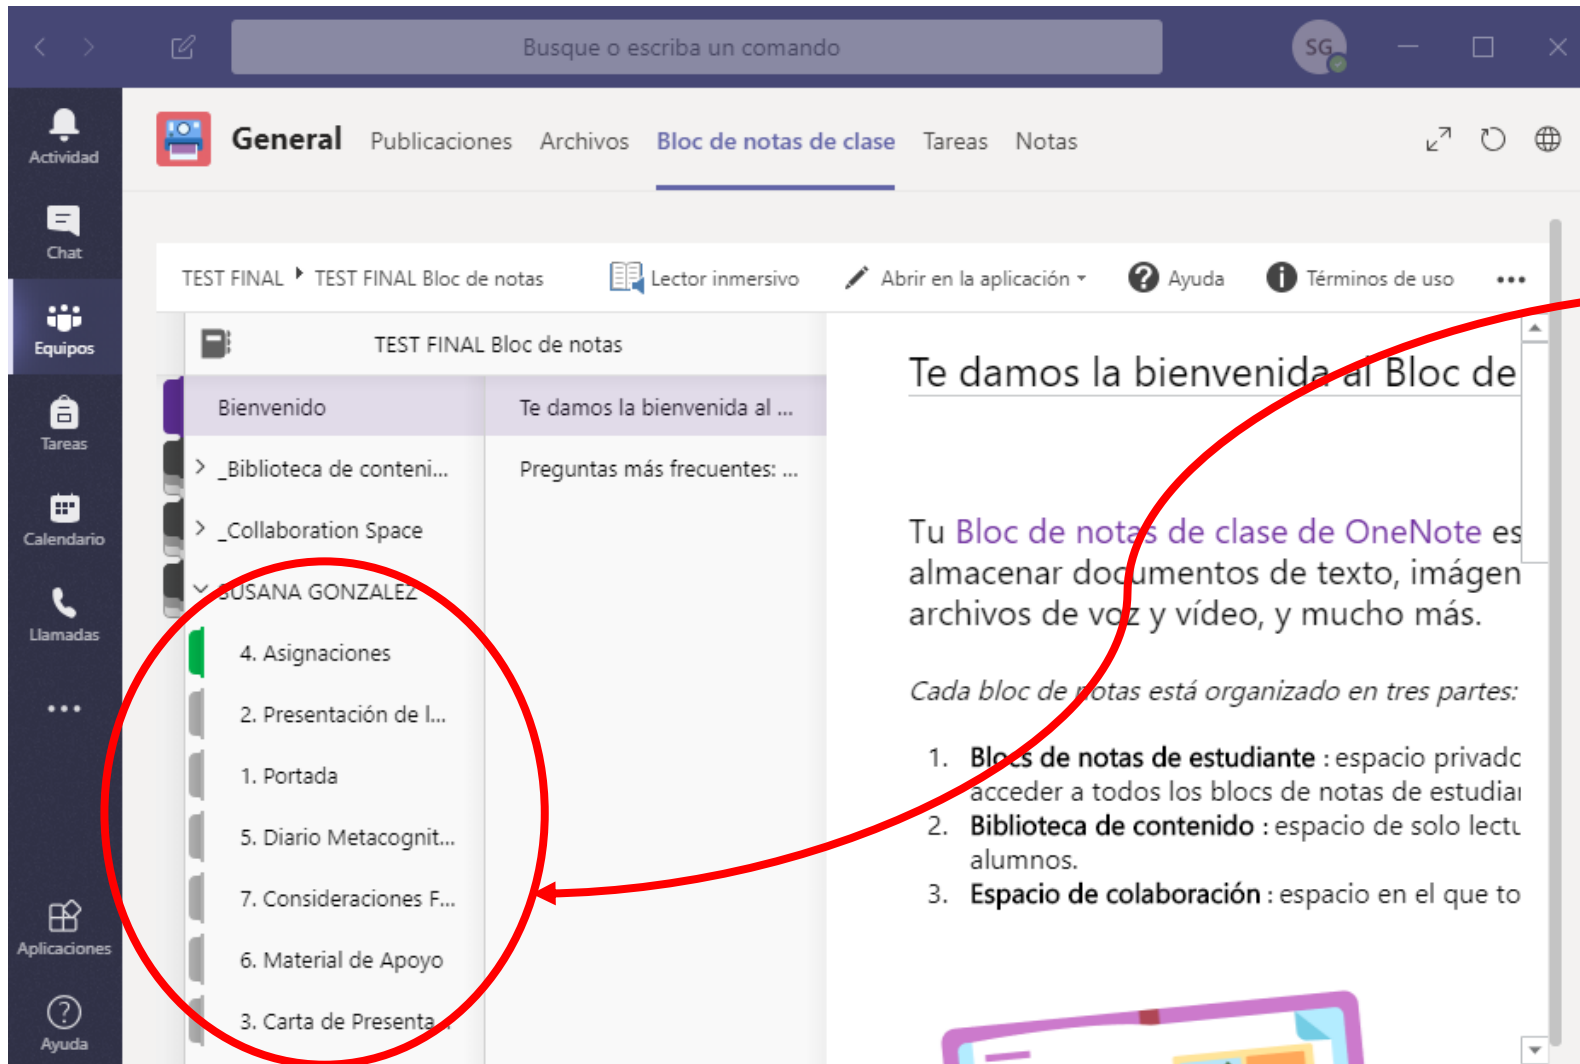 Busque o escriba un comando
SG
Actividad
Chat
Equipos
Tareas
Calendario
Llamadas
Aplicaciones
Ayuda
General Publicaciones Archivos Bloc de notas de clase Tareas Notas
TEST FINAL TEST FINAL Bloc de notas Lector inmersivo Abrir en la aplicación Ayuda Términos de uso
TEST FINAL Bloc de notas
Bienvenido
_Biblioteca de conteni...
_Collaboration Space
SUSANA GONZALEZ
4. Asignaciones
2. Presentación de l...
1. Portada
5. Diario Metacognit...
7. Consideraciones F...
6. Material de Apoyo
3. Carta de Presenta...
Te damos la bienvenida al ...
Preguntas más frecuentes: ...
Te damos la bienvenida al Bloc de
Tu Bloc de notas de clase de OneNote es
almacenar documentos de texto, imágen
archivos de voz y vídeo, y mucho más.
Cada bloc de notas está organizado en tres partes:
1. Blocs de notas de estudiante : espacio privado
acceder a todos los blocs de notas de estudiar
2. Biblioteca de contenido : espacio de solo lectu
alumnos.
3. Espacio de colaboración : espacio en el que to